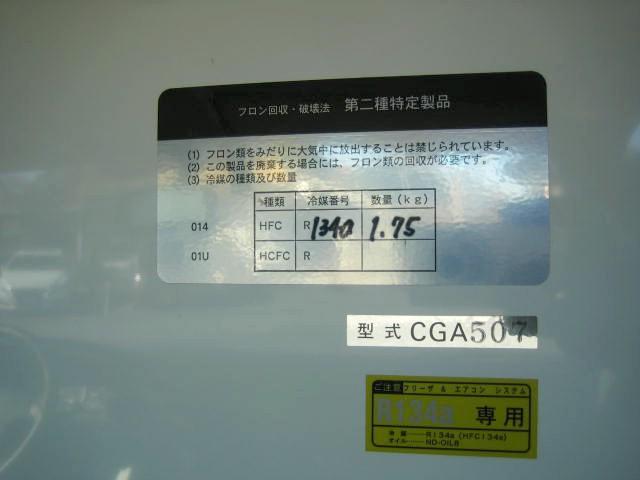 フロン回収・破壊法 第二種特定製品
(1) フロン類をみだりに大気中に放出することは禁じられています。
(2) この製品を廃棄する場合には、フロン類の回収が必要です。
(3) 冷媒の種類及び数量
種類 冷媒番号 数量(kg)
014 HFC R 134a 1.75
01U HCFC R
型式 CGA507
ご注意 フリーザ & エアコン システム
R134a 専用
冷媒――R134a (HFC134a)
オイル――ND-OIL8